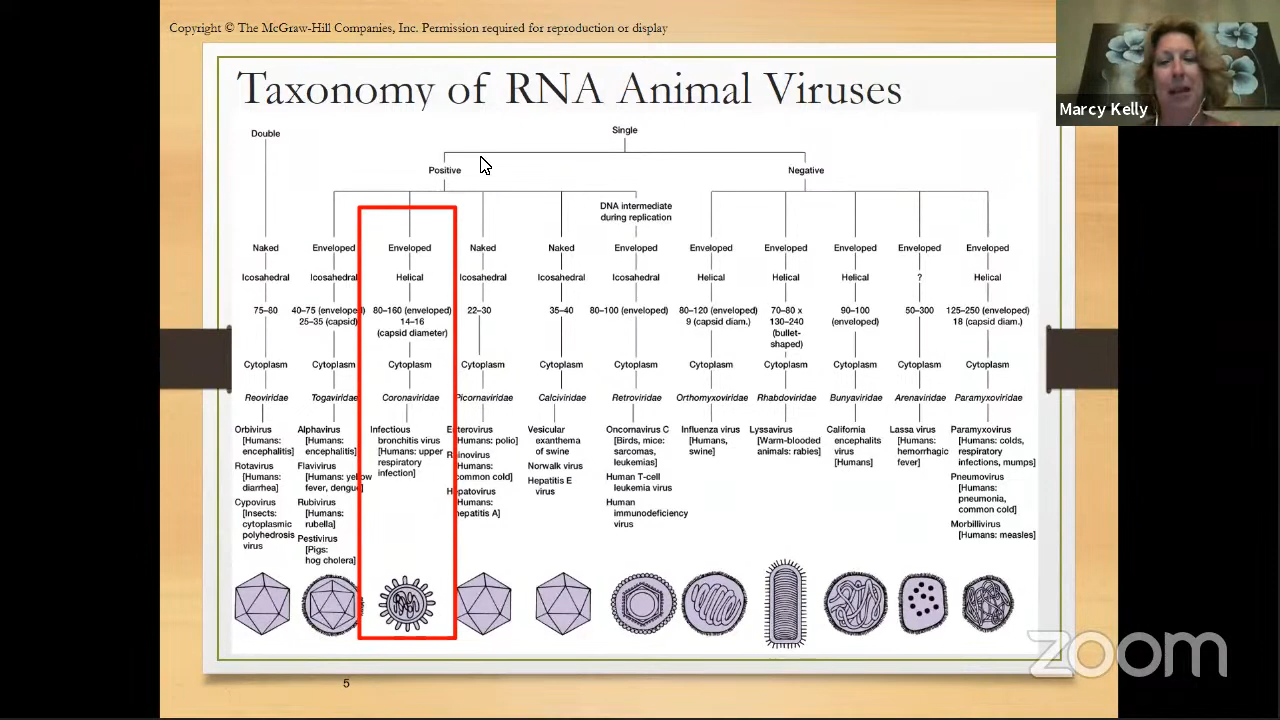 Copyright © The McGraw-Hill Companies, Inc. Permission required for reproduction or display
Marcy Kelly
Taxonomy of RNA Animal Viruses
Double
Single
Positive
Negative
DNA intermediate
during replication
Naked Enveloped Enveloped Naked Naked Enveloped Enveloped Enveloped Enveloped Enveloped Enveloped
Icosahedral Icosahedral Helical Icosahedral Icosahedral Icosahedral Helical Helical Helical ? Helical
75–80
40–75 (enveloped)
25–35 (capsid)
80–160 (enveloped)
14–16
(capsid diameter)
22–30
35–40
80–100 (enveloped)
80–120 (enveloped)
9 (capsid diam.)
70–80 x
130–240
(bullet-
shaped)
90–100
(enveloped)
50–300
125–250 (enveloped)
18 (capsid diam.)
Cytoplasm Cytoplasm Cytoplasm Cytoplasm Cytoplasm Cytoplasm Cytoplasm Cytoplasm Cytoplasm Cytoplasm Cytoplasm
Reoviridae Togaviridae Coronaviridae Picornaviridae Calciviridae Retroviridae Orthomyxoviridae Rhabdoviridae Bunyaviridae Arenaviridae Paramyxoviridae
Orbivirus
[Humans:
encephalitis]
Rotavirus
[Humans:
diarrhea]
Cypovirus
[Insects:
cytoplasmic
polyhedrosis
virus
Alphavirus
[Humans:
encephalitis]
Flavivirus
[Humans: yellow
fever, dengue]
Rubivirus
[Humans:
rubella]
Pestivirus
[Pigs:
hog cholera]
Infectious
bronchitis virus
[Humans: upper
respiratory
infection]
Enterovirus
[Humans: polio]
Rhinovirus
[Humans:
common cold]
Hepatovirus
[Humans:
hepatitis A]
Vesicular
exanthema
of swine
Norwalk virus
Hepatitis E
virus
Oncornavirus C
[Birds, mice:
sarcomas,
leukemias]
Human T-cell
leukemia virus
Human
immunodeficiency
virus
Influenza virus
[Humans,
swine]
Lyssavirus
[Warm-blooded
animals: rabies]
California
encephalits
virus
[Humans]
Lassa virus
[Humans:
hemorrhagic
fever]
Paramyxovirus
[Humans: colds,
respiratory
infections, mumps]
Pneumovirus
[Humans:
pneumonia,
common cold]
Morbillivirus
[Humans: measles]
zoom
5